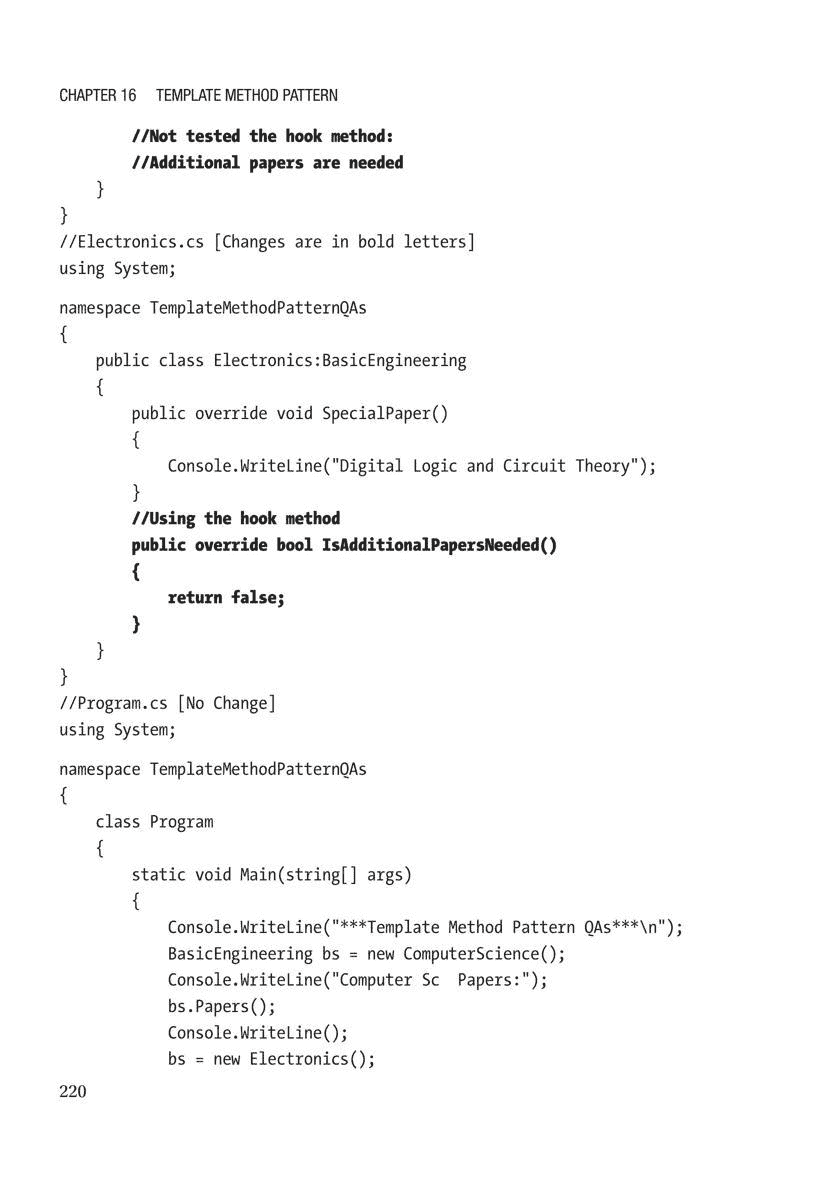 CHAPTER 16 TEMPLATE METHOD PATTERN
//Not tested the hook method:
//Additional papers are needed
}
}
//Electronics.cs [Changes are in bold letters]
using System;
namespace TemplateMethodPatternQAs
{
public class Electronics:BasicEngineering
{
public override void SpecialPaper()
{
Console.WriteLine("Digital Logic and Circuit Theory");
}
//Using the hook method
public override bool IsAdditionalPapersNeeded()
{
return false;
}
}
}
//Program.cs [No Change]
using System;
namespace TemplateMethodPatternQAs
{
class Program
{
static void Main(string[] args)
{
Console.WriteLine("***Template Method Pattern QAs***\n");
BasicEngineering bs = new ComputerScience();
Console.WriteLine("Computer Sc  Papers:");
bs.Papers();
Console.WriteLine();
bs = new Electronics();
220